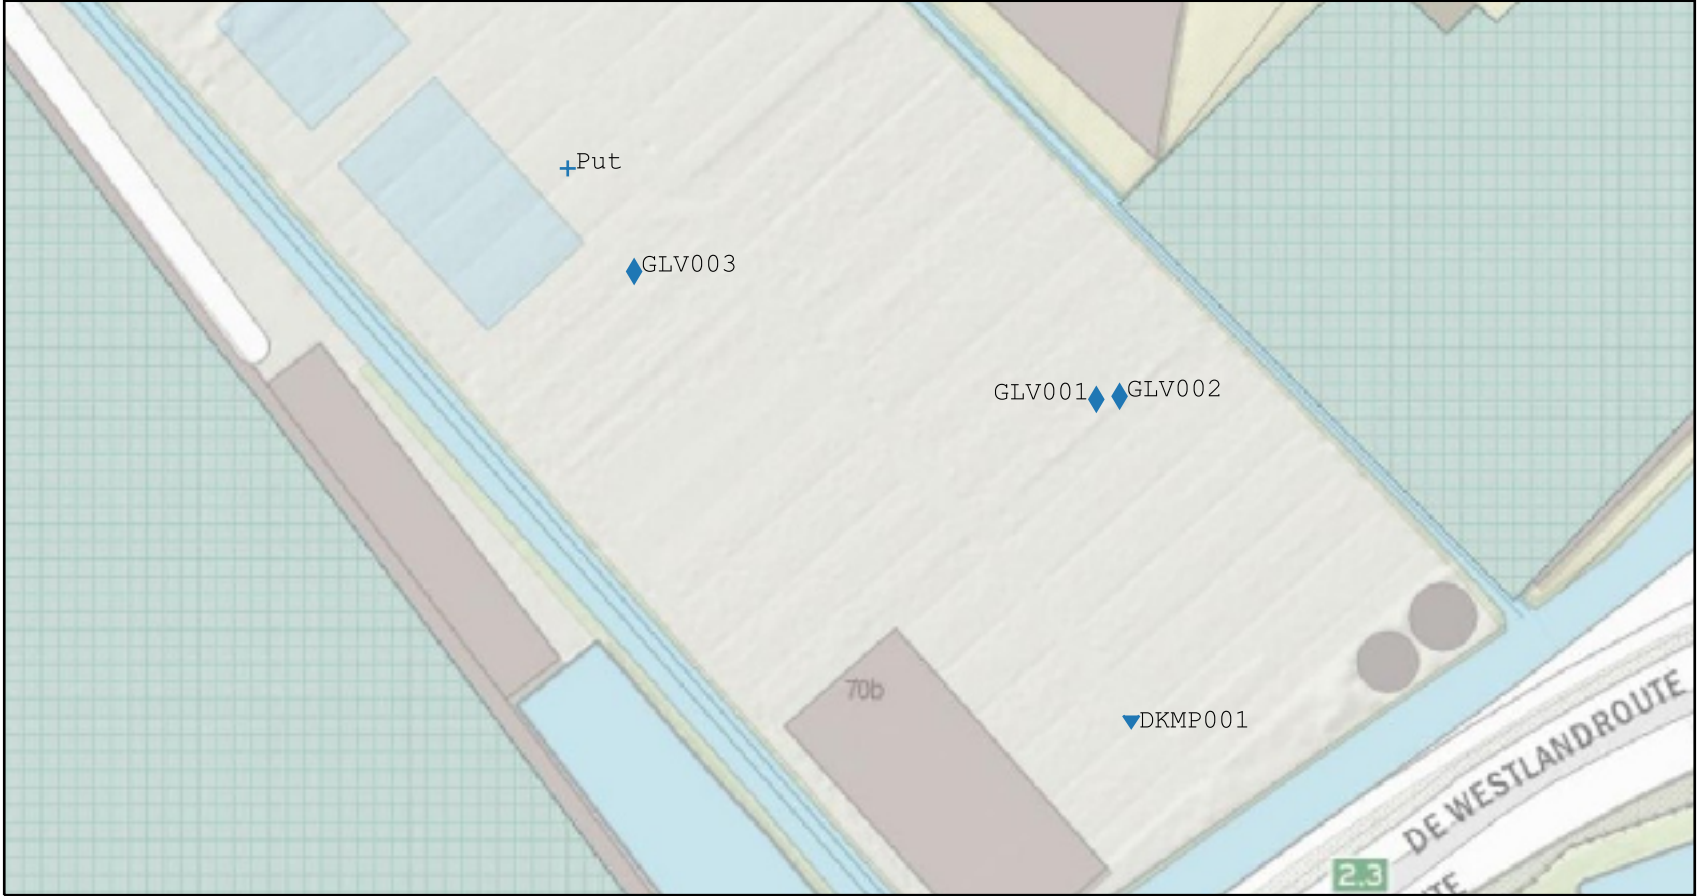 Put
GLV003
GLV001
GLV002
70b
DKMP001
DE WESTLANDROUTE
2.3